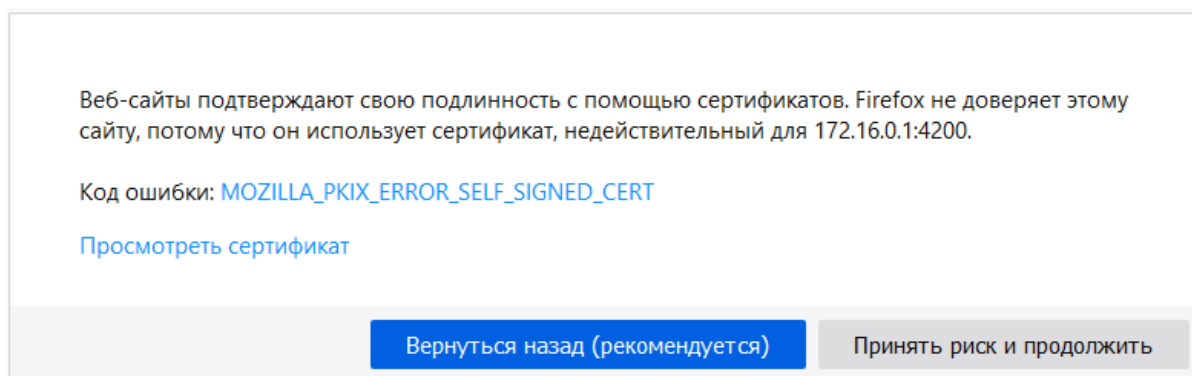 Веб-сайты подтверждают свою подлинность с помощью сертификатов. Firefox не доверяет этому
сайту, потому что он использует сертификат, недействительный для 172.16.0.1:4200.
Код ошибки: MOZILLA_PKIX_ERROR_SELF_SIGNED_CERT
Просмотреть сертификат
Вернуться назад (рекомендуется)
Принять риск и продолжить